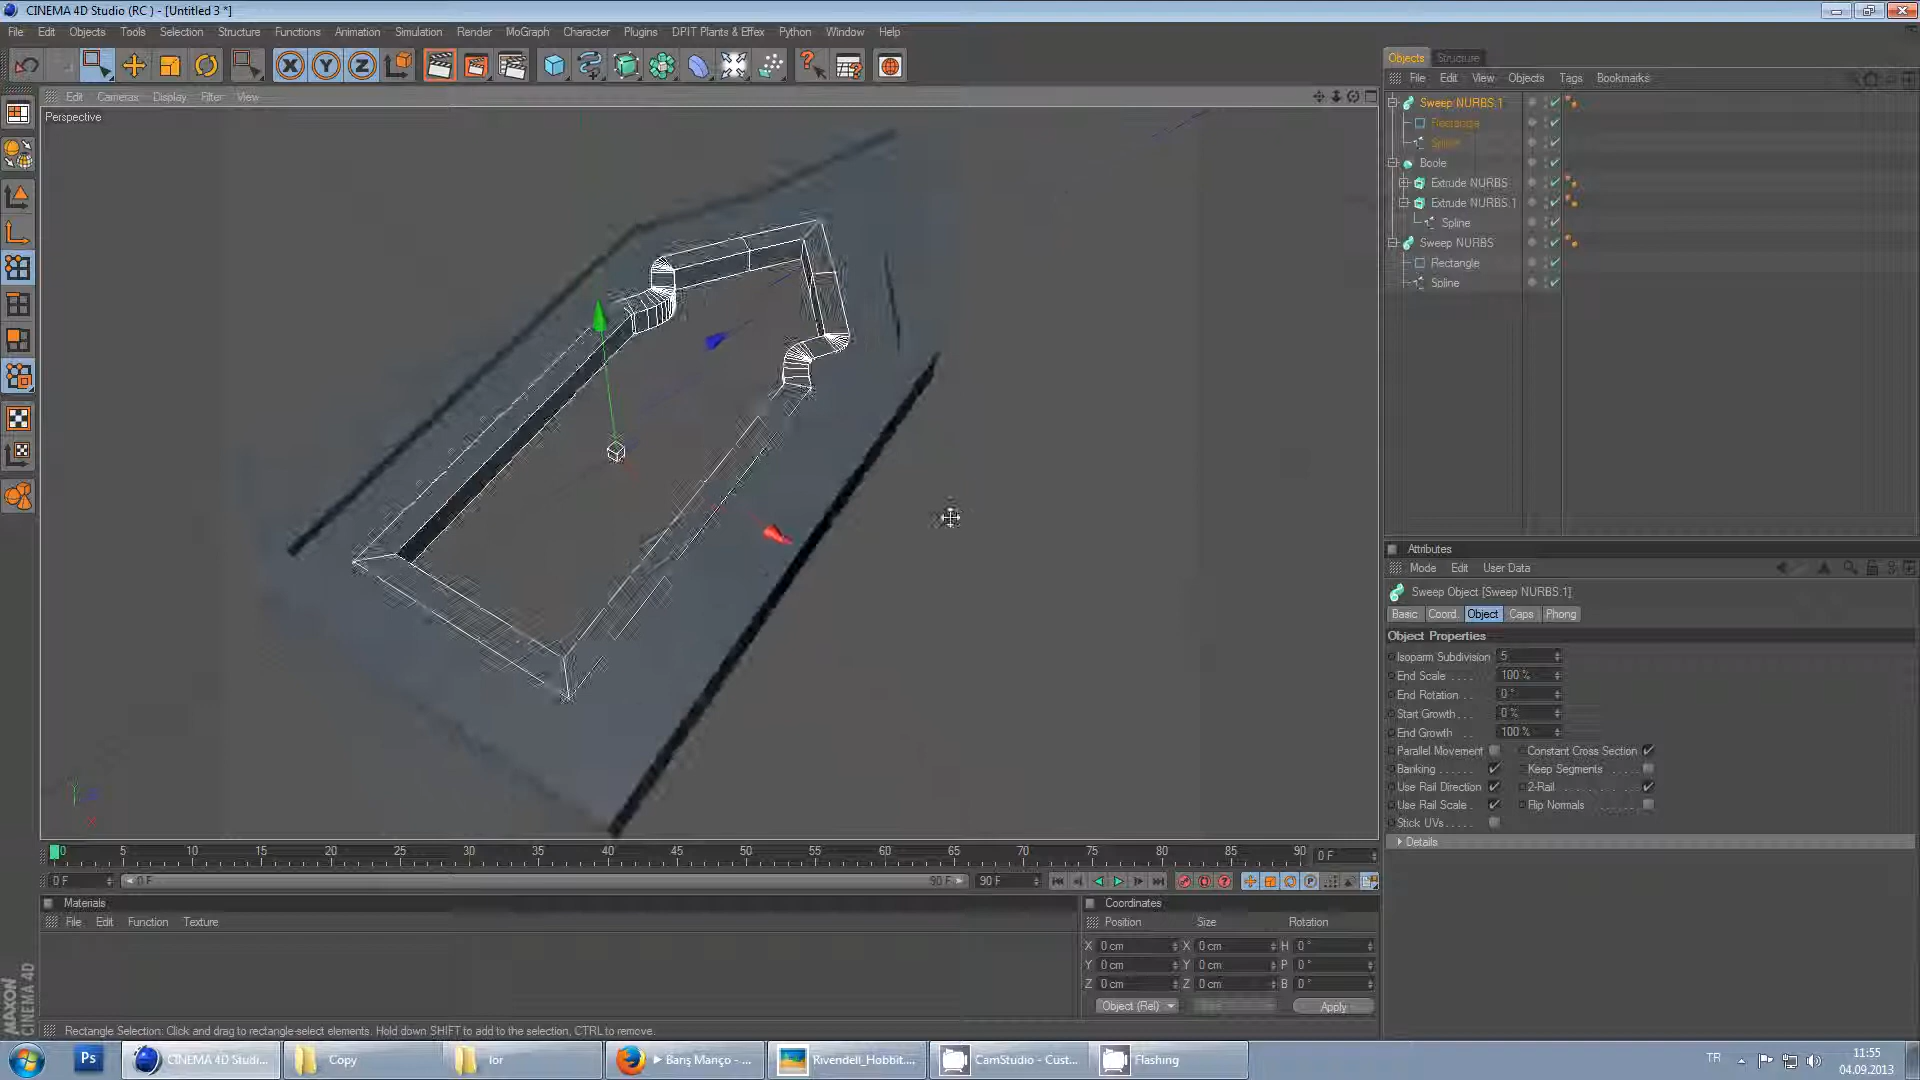 CINEMA 4D Studio (RC ) - [Untitled 3 *]
File Edit Objects Tools Selection Structure Functions Animation Simulation Render MoGraph Character Plugins DPIT Plants & Effex Python Window Help
Objects Structure
File Edit View Objects Tags Bookmarks
Edit Cameras Display Filter View
Perspective
Sweep NURBS.1
Rectangle
Spline
Boole
Extrude NURBS
Extrude NURBS.1
Spline
Sweep NURBS
Rectangle
Spline
Attributes
Mode Edit User Data
Sweep Object [Sweep NURBS.1]
Basic Coord. Object Caps Phong
Object Properties
Isoparm Subdivision 5
End Scale . . . . 100 %
End Rotation . . 0 °
Start Growth . . . 0 %
End Growth . . 100 %
Parallel Movement Constant Cross Section
Banking . . . . . . Keep Segments . . . .
Use Rail Direction 2-Rail . . . . . . . . . .
Use Rail Scale . . Flip Normals . . . . . .
Stick UVs . . . . .
Details
0 5 10 15 20 25 30 35 40 45 50 55 60 65 70 75 80 85 90 0 F
0 F 0 F 90 F 90 F
Materials
File Edit Function Texture
Coordinates
Position Size Rotation
X 0 cm X 0 cm H 0 °
Y 0 cm Y 0 cm P 0 °
Z 0 cm Z 0 cm B 0 °
Object (Rel) Apply
MAXON CINEMA 4D
Rectangle Selection: Click and drag to rectangle-select elements. Hold down SHIFT to add to the selection, CTRL to remove.
Ps CINEMA 4D Studi... Copy lor Barış Manço - ... Rivendell_Hobbit.... CamStudio - Cust... Flashing TR 11:55
04.09.2013